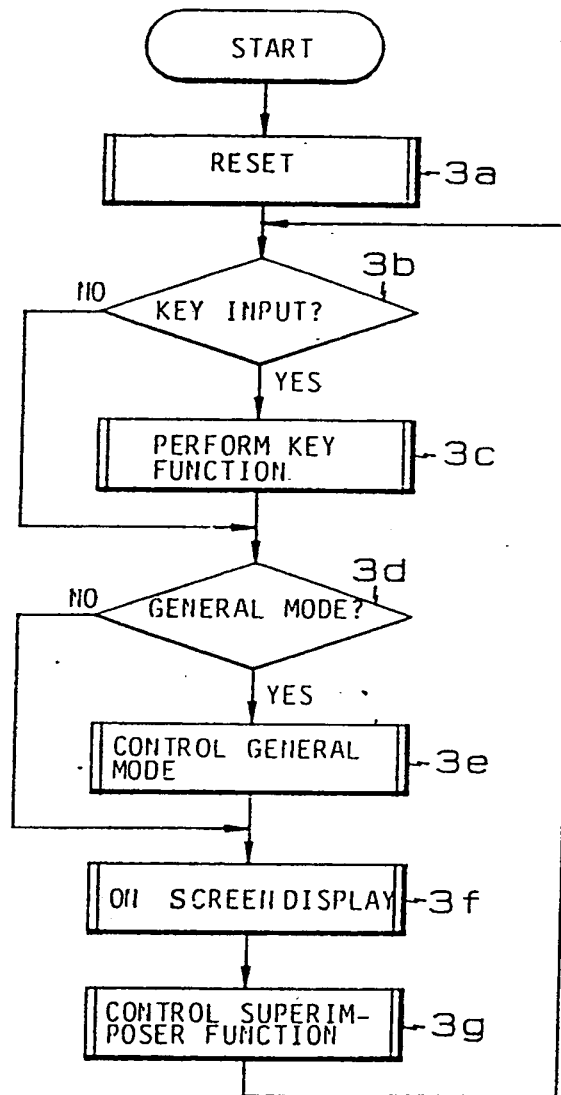 START
RESET
3a
3b
NO
KEY INPUT?
YES
PERFORM KEY
FUNCTION
3c
3d
NO
GENERAL MODE?
YES
CONTROL GENERAL
MODE
3e
ON SCREEN DISPLAY
3f
CONTROL SUPERIM-
POSER FUNCTION
3g